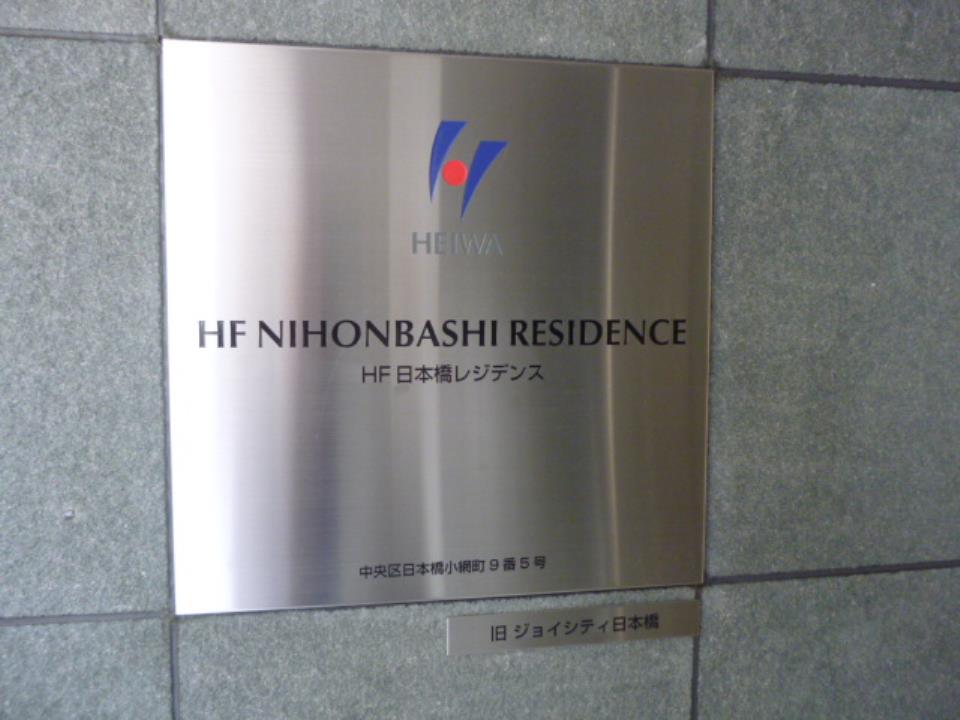 HEIWA
HF NIHONBASHI RESIDENCE
HF日本橋レジデンス
中央区日本橋小網町9番5号
旧 ジョイシティ日本橋